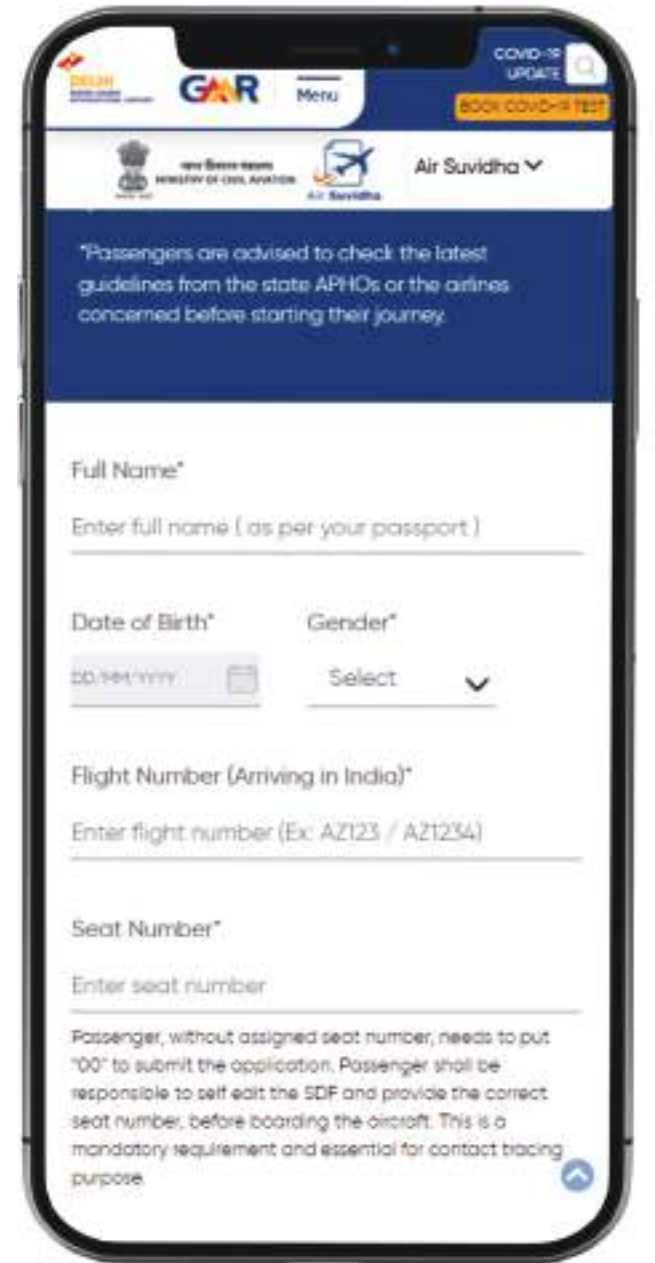 COVID-19
UPDATE
DELHI
GMR
Menu
BOOK COVID-19 TEST
MINISTRY OF CIVIL AVIATION
Air Suvidha
Air Suvidha
*Passengers are advised to check the latest
guidelines from the state APHOs or the airlines
concerned before starting their journey.
Full Name*
Enter full name ( as per your passport )
Date of Birth*
Gender*
DD/MM/YYYY
Select
Flight Number (Arriving in India)*
Enter flight number (Ex: AZ123 / AZ1234)
Seat Number*
Enter seat number
Passenger, without assigned seat number, needs to put
"00" to submit the application. Passenger shall be
responsible to self edit the SDF and provide the correct
seat number, before boarding the aircraft. This is a
mandatory requirement and essential for contact tracing
purpose.